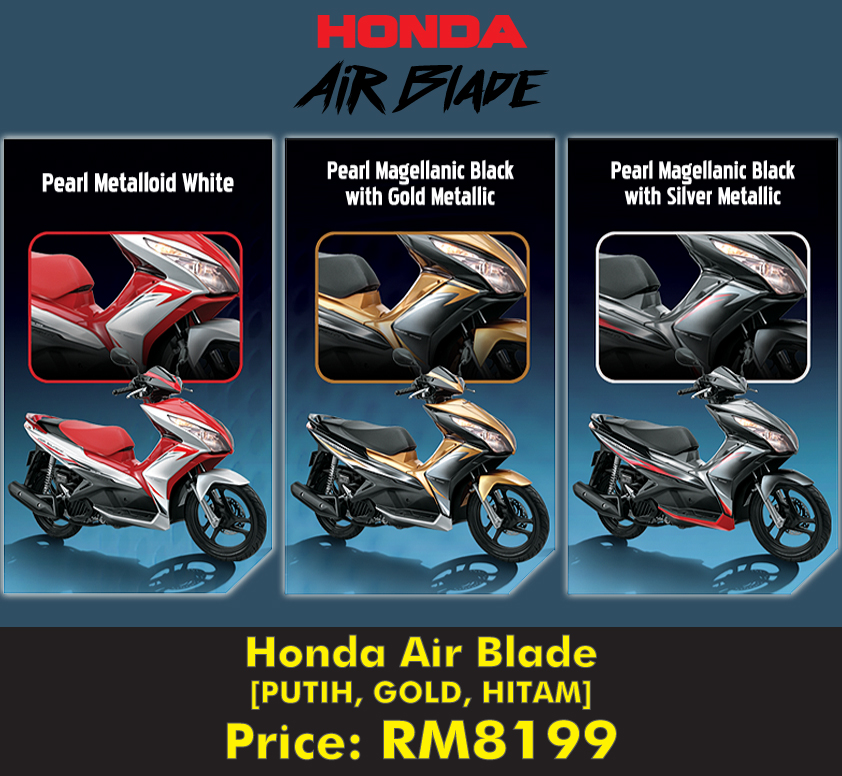 HONDA
AiR BLADE
Pearl Metalloid White
Pearl Magellanic Black
with Gold Metallic
Pearl Magellanic Black
with Silver Metallic
Honda Air Blade
[PUTIH, GOLD, HITAM]
Price: RM8199